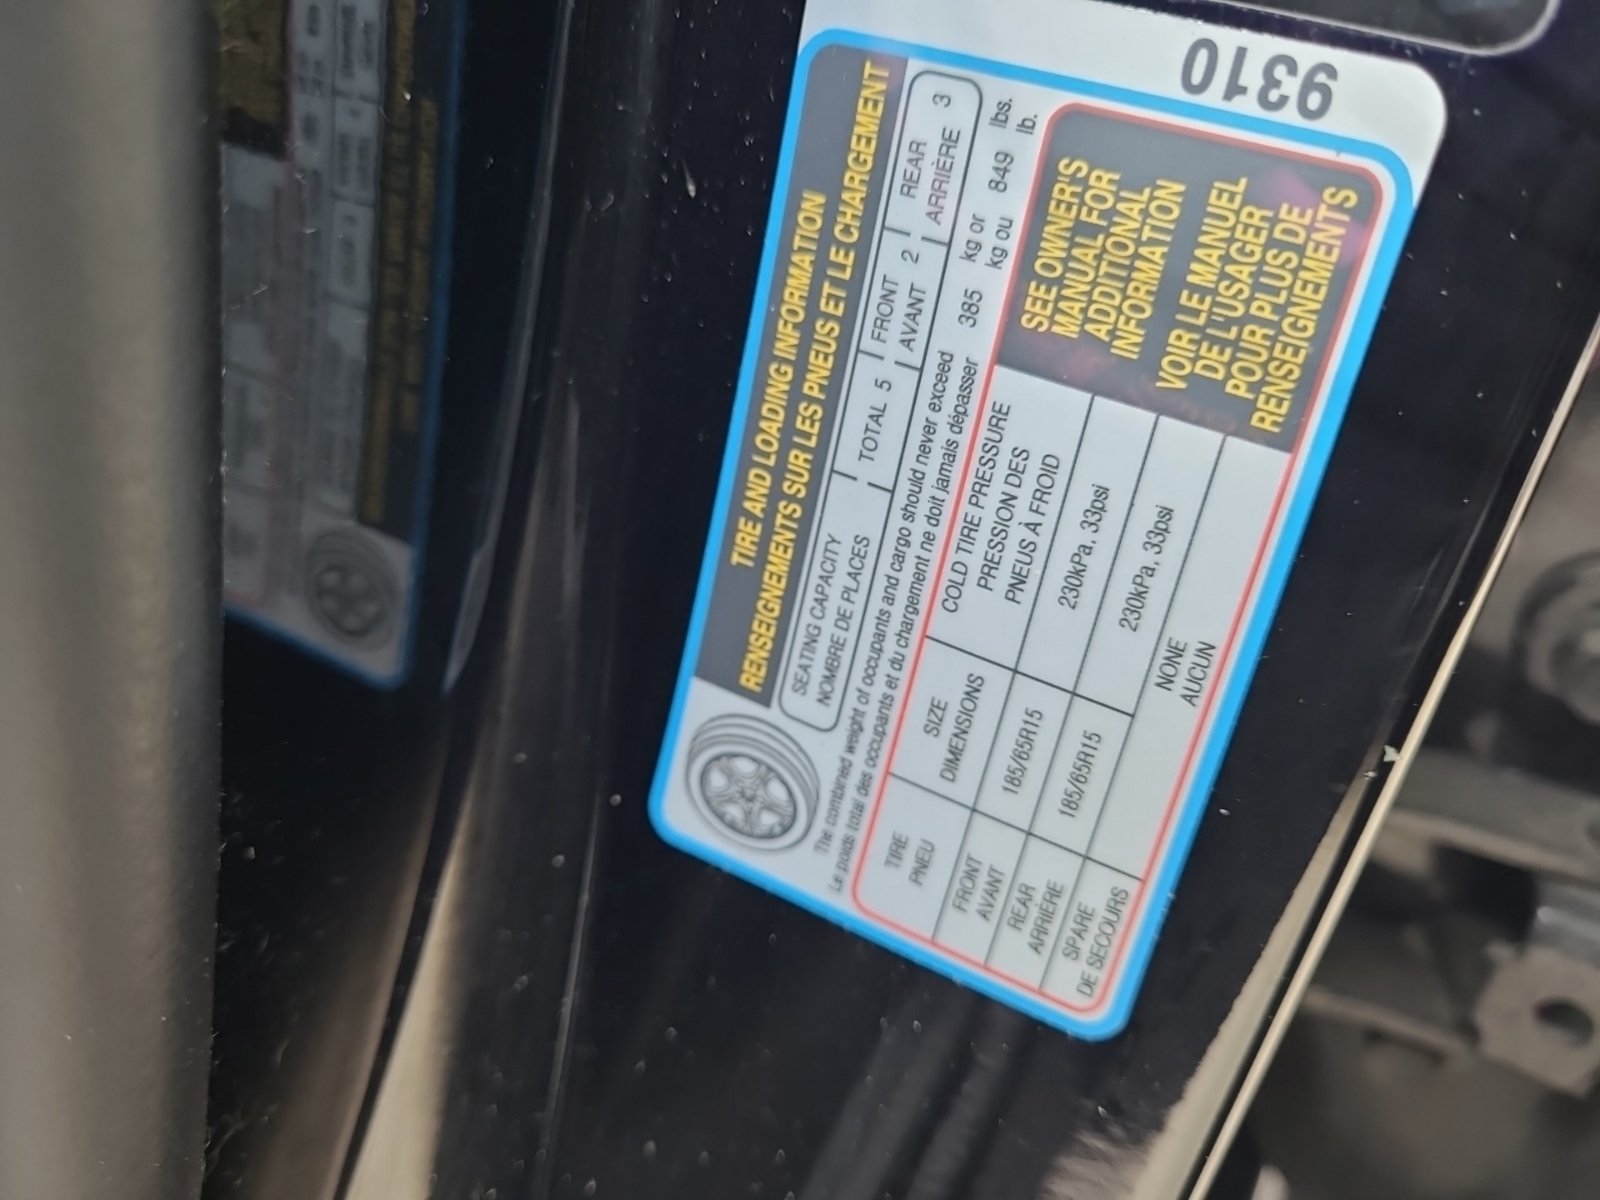 TIRE AND LOADING INFORMATION
RENSEIGNEMENTS SUR LES PNEUS ET LE CHARGEMENT
SEATING CAPACITY | TOTAL 5 | FRONT 2 | REAR 3
NOMBRE DE PLACES | AVANT | ARRIÈRE
The combined weight of occupants and cargo should never exceed 385 kg or 849 lbs.
Le poids total des occupants et du chargement ne doit jamais dépasser kg ou lb.
TIRE
PNEU
SIZE
DIMENSIONS
COLD TIRE PRESSURE
PRESSION DES
PNEUS À FROID
FRONT
AVANT
185/65R15
230kPa, 33psi
REAR
ARRIÈRE
185/65R15
230kPa, 33psi
SPARE
DE SECOURS
NONE
AUCUN
SEE OWNER'S
MANUAL FOR
ADDITIONAL
INFORMATION
VOIR LE MANUEL
DE L'USAGER
POUR PLUS DE
RENSEIGNEMENTS
9310